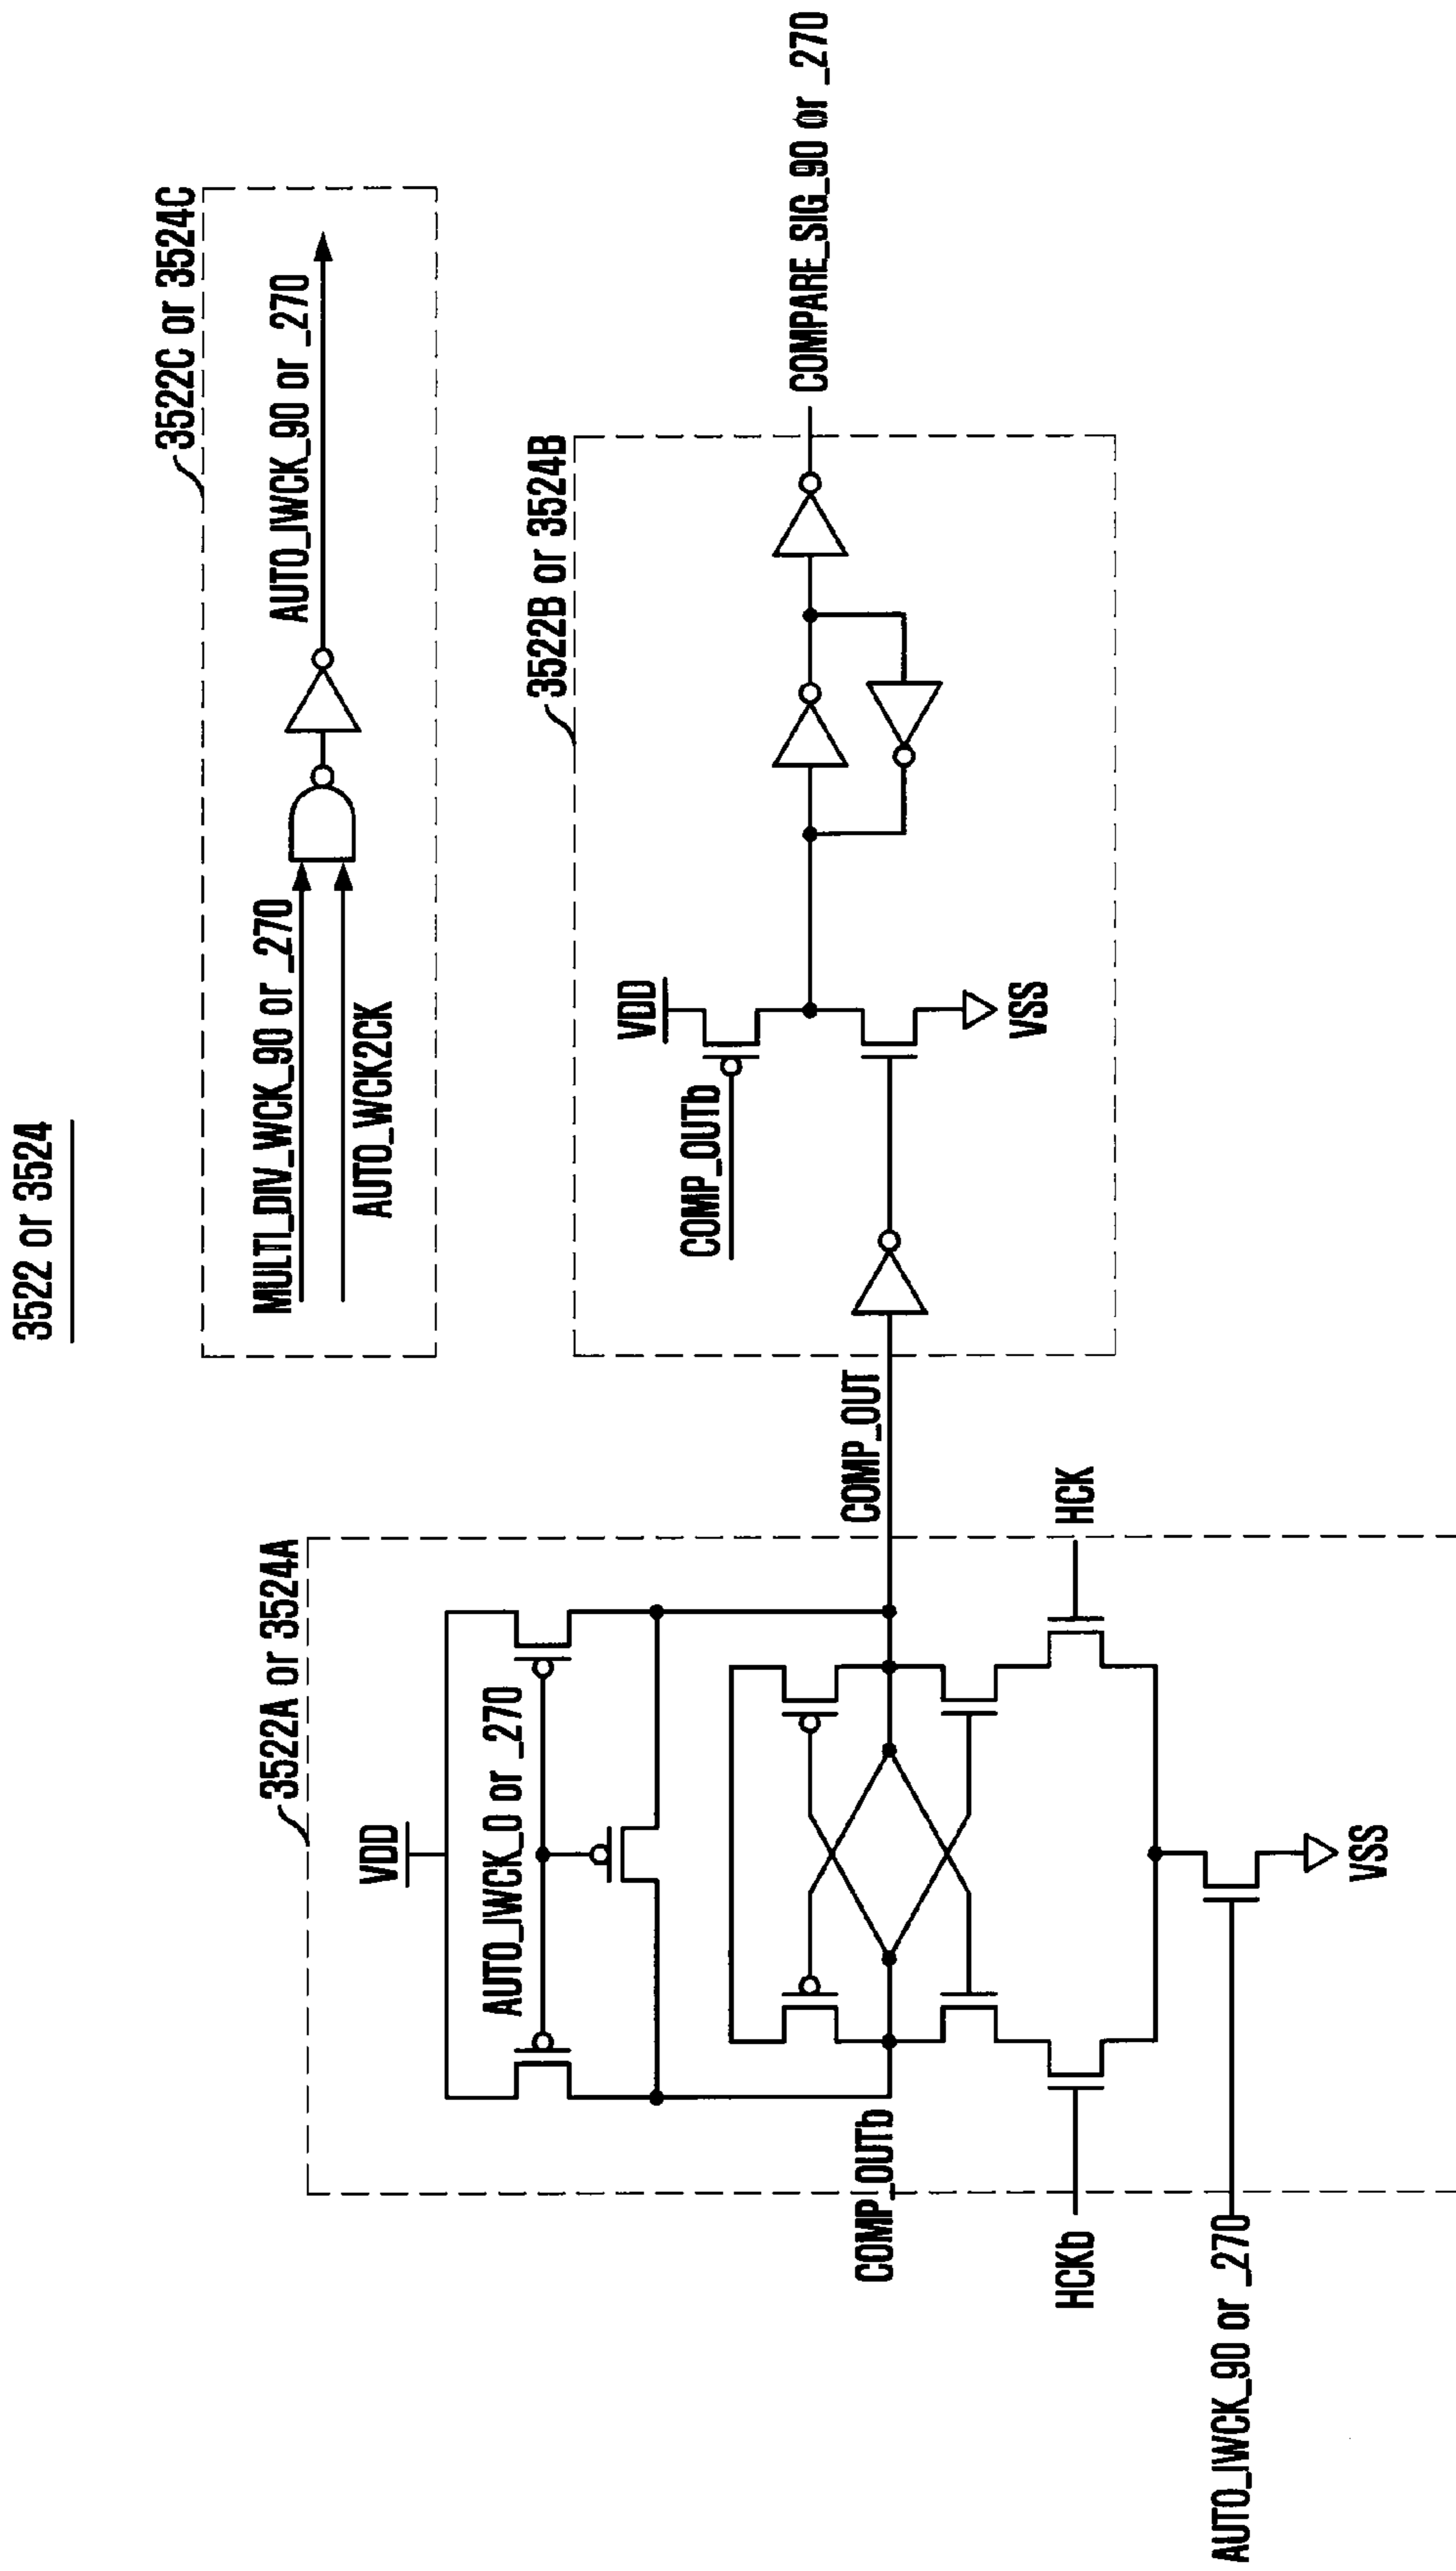 3522 or 3524
3522C or 3524C
MULTI_DIV_WCK_90 or _270
AUTO_WCK2CK
AUTO_IWCK_90 or _270
3522A or 3524A
VDD
AUTO_IWCK_0 or _270
COMP_OUTb
COMP_OUT
HCKb
HCK
AUTO_IWCK_90 or _270
VSS
3522B or 3524B
VDD
COMP_OUTb
VSS
COMPARE_SIG_90 or _270